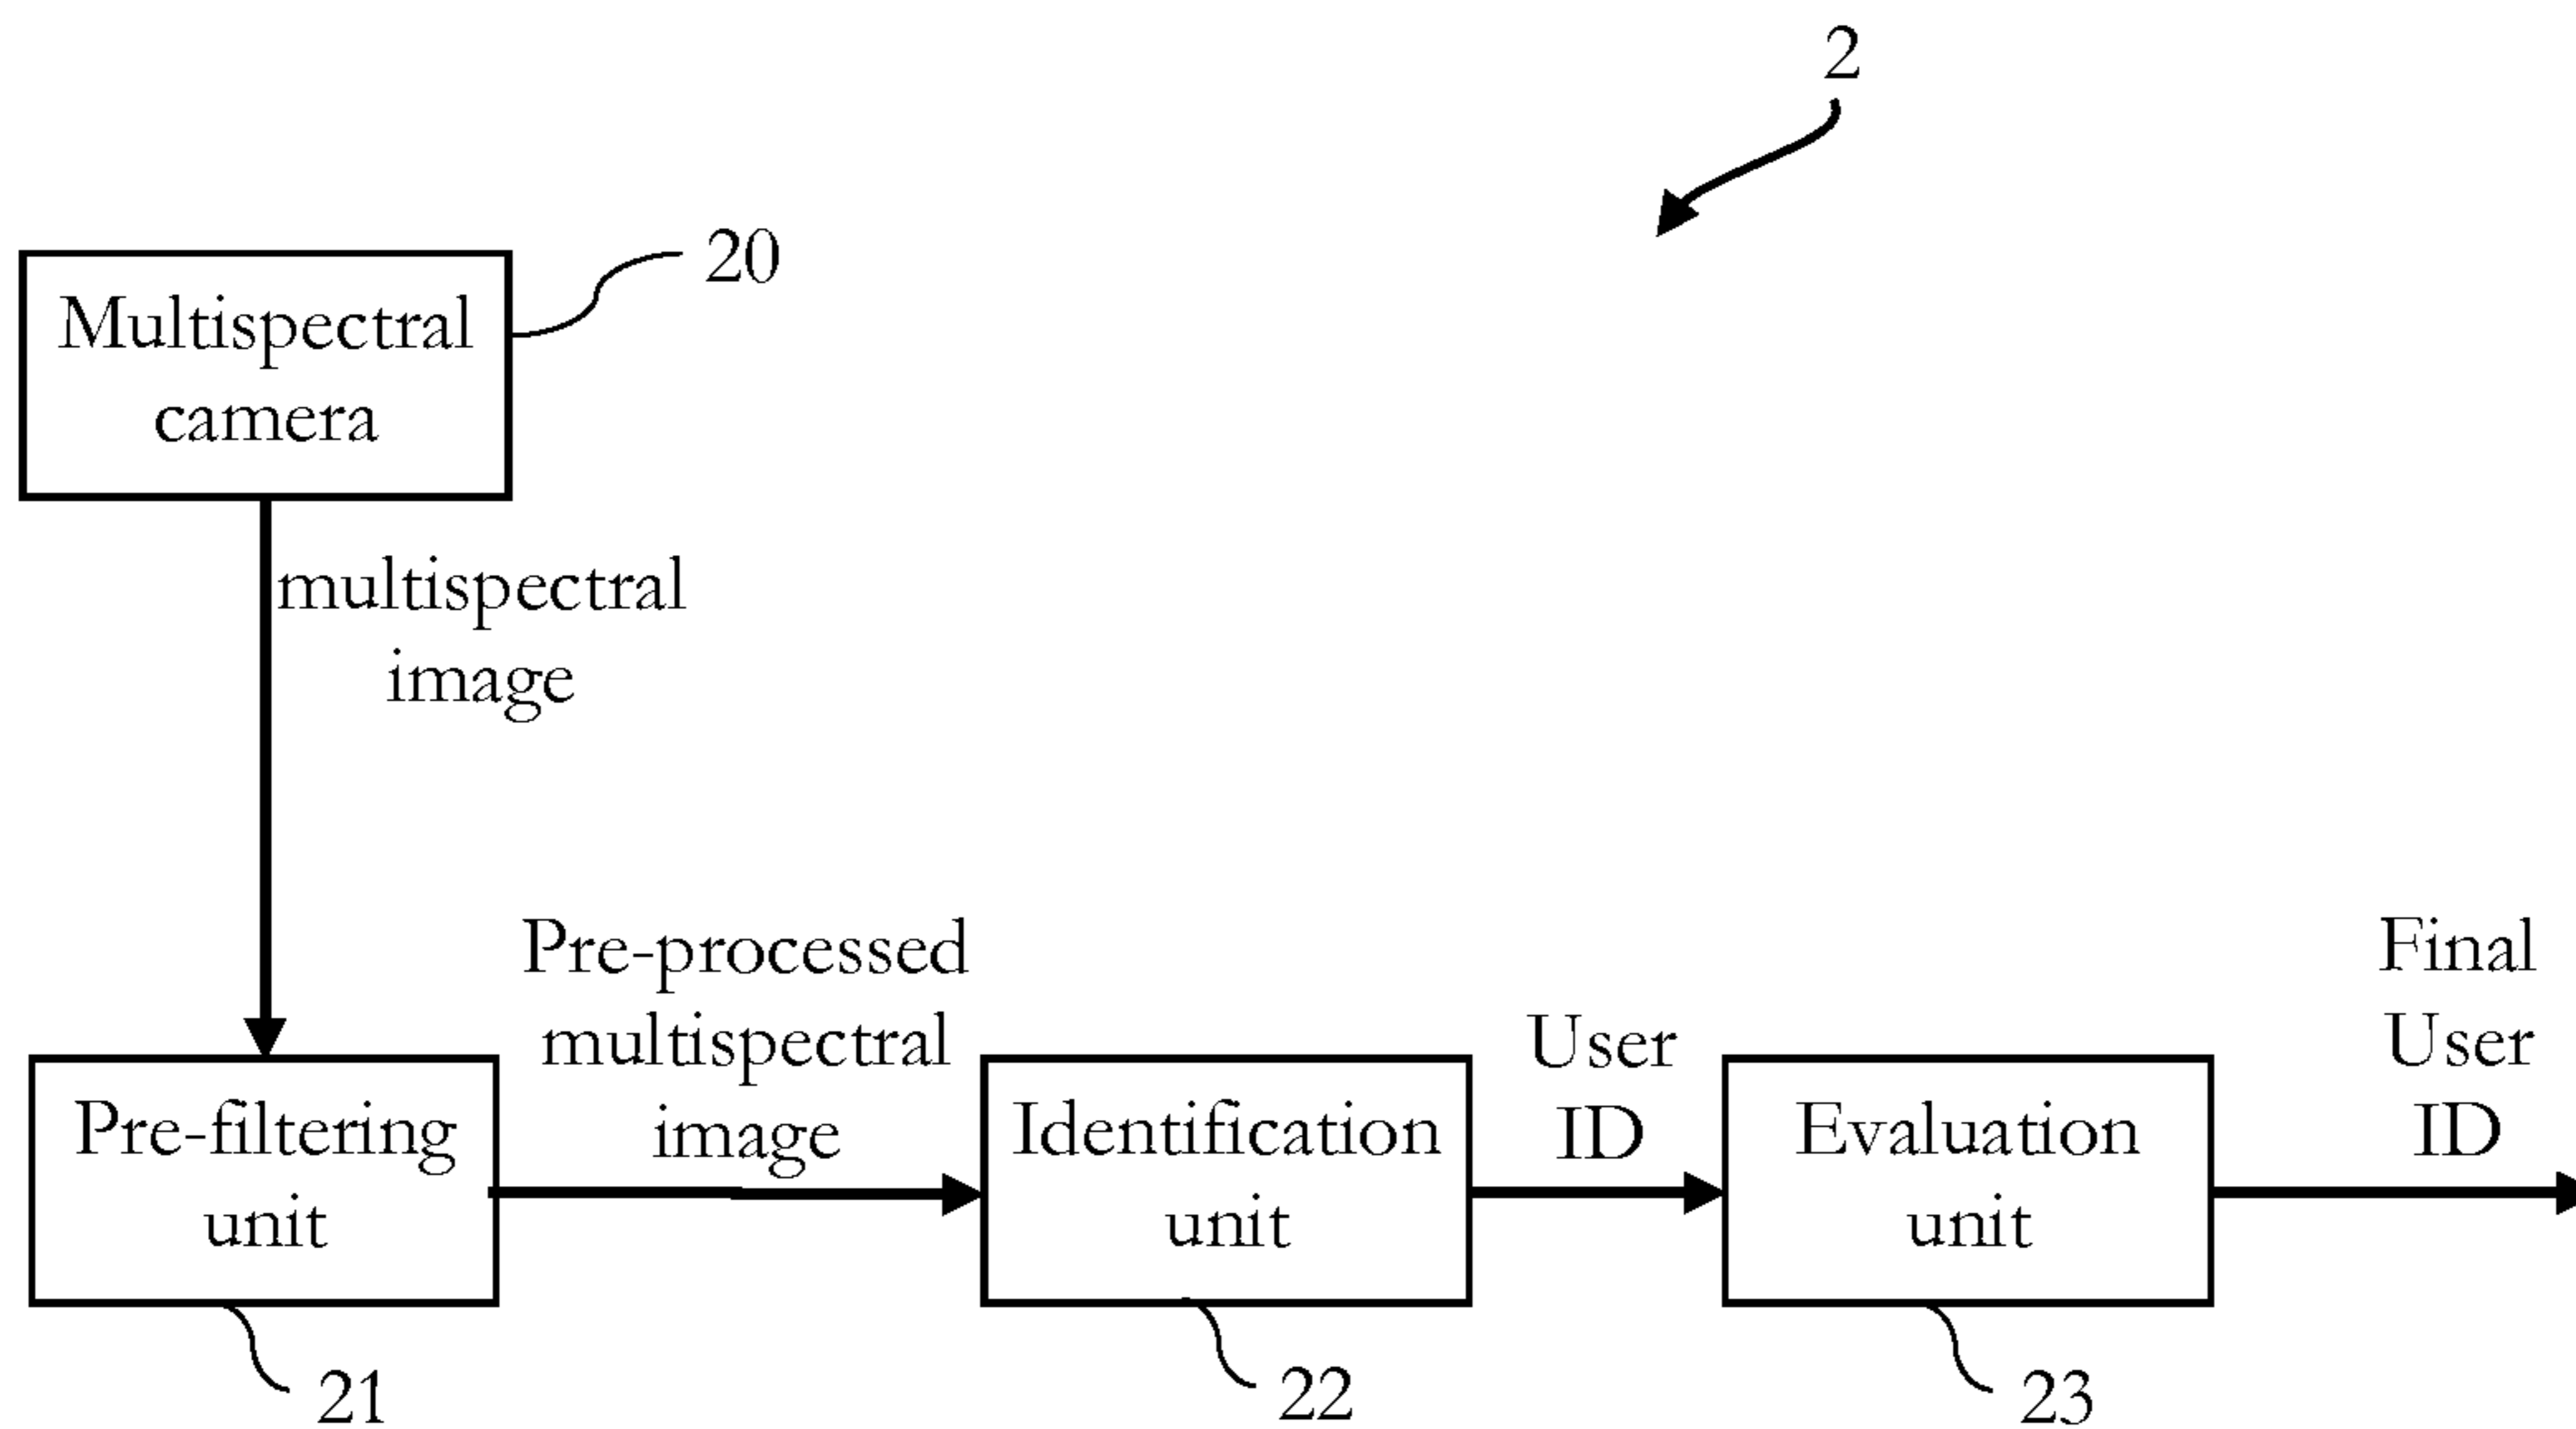 2
20
Multispectral
camera
multispectral
image
Pre-processed
multispectral
image
User
ID
Final
User
ID
Pre-filtering
unit
Identification
unit
Evaluation
unit
21
22
23